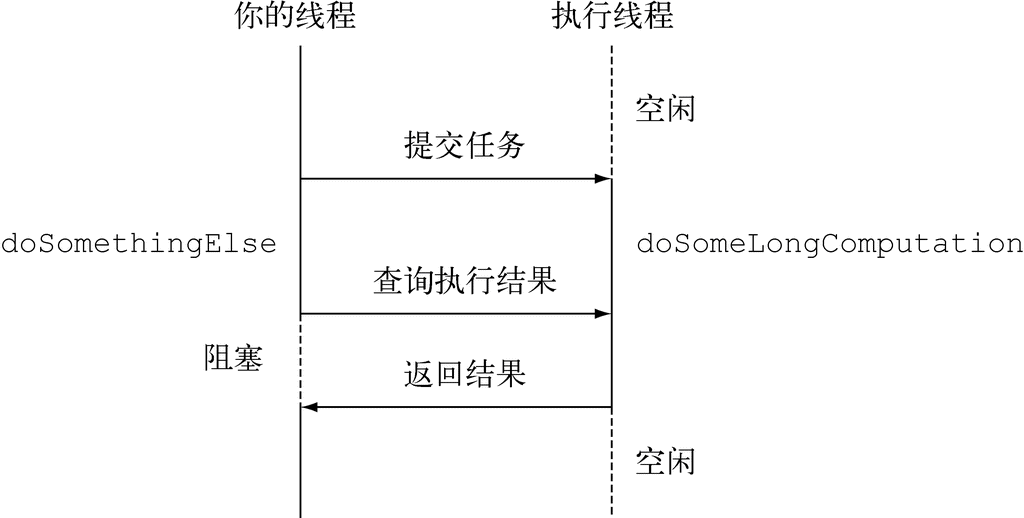 你的线程
执行线程
空闲
提交任务
doSomethingElse
doSomeLongComputation
查询执行结果
阻塞
返回结果
空闲